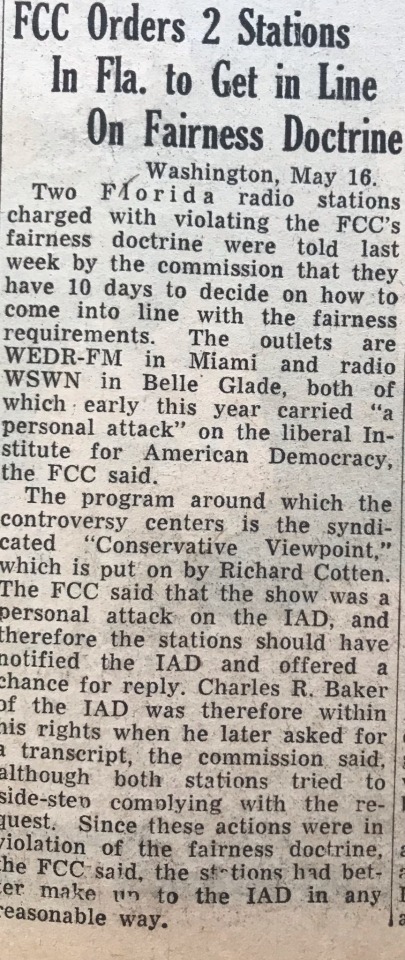 FCC Orders 2 Stations
In Fla. to Get in Line
On Fairness Doctrine
Washington, May 16.
Two Florida radio stations
charged with violating the FCC's
fairness doctrine were told last
week by the commission that they
have 10 days to decide on how to
come into line with the fairness
requirements. The outlets are
WEDR-FM in Miami and radio
WSWN in Belle Glade, both of
which early this year carried "a
personal attack" on the liberal In-
stitute for American Democracy,
the FCC said.
The program around which the
controversy centers is the syndi-
cated "Conservative Viewpoint,"
which is put on by Richard Cotten.
The FCC said that the show was a
personal attack on the IAD, and
therefore the stations should have
notified the IAD and offered a
chance for reply. Charles R. Baker
of the IAD was therefore within
his rights when he later asked for
a transcript, the commission said,
although both stations tried to
side-step complying with the re-
quest. Since these actions were in
violation of the fairness doctrine,
the FCC said, the stations had bet-
ter make up to the IAD in any
reasonable way.